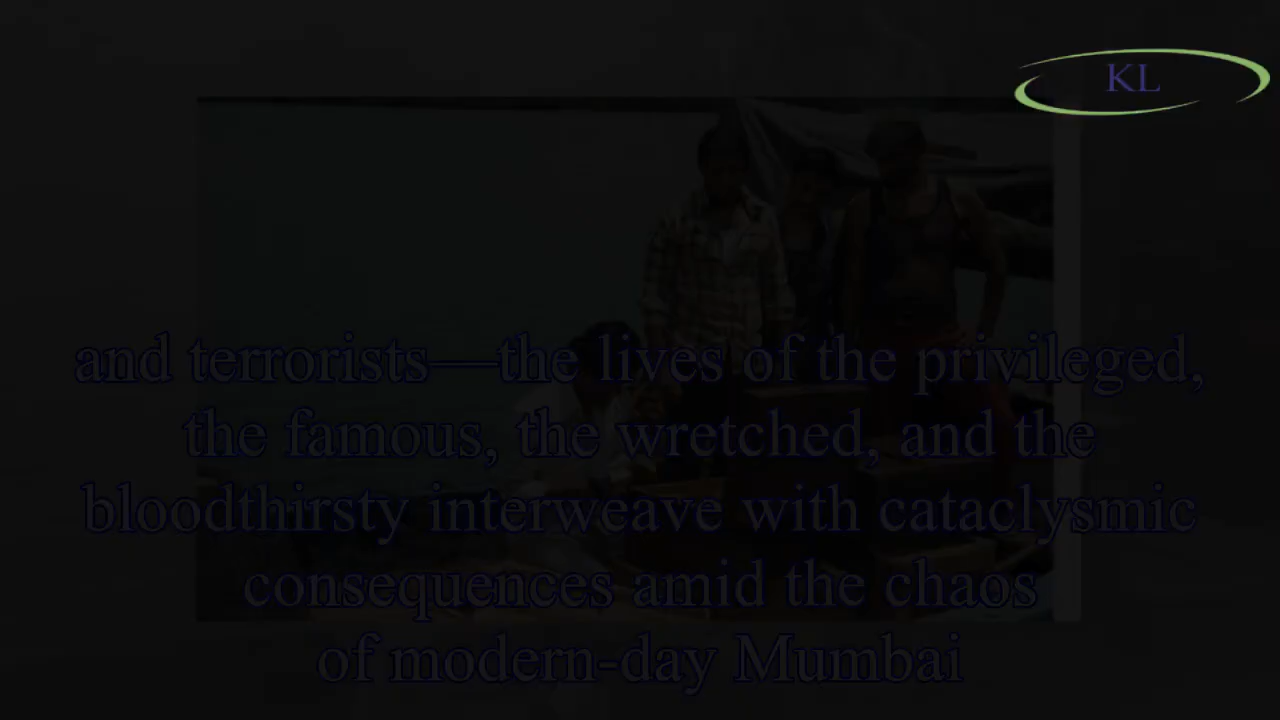 KL
and terrorists—the lives of the privileged,
the famous, the wretched, and the
bloodthirsty interweave with cataclysmic
consequences amid the chaos
of modern-day Mumbai